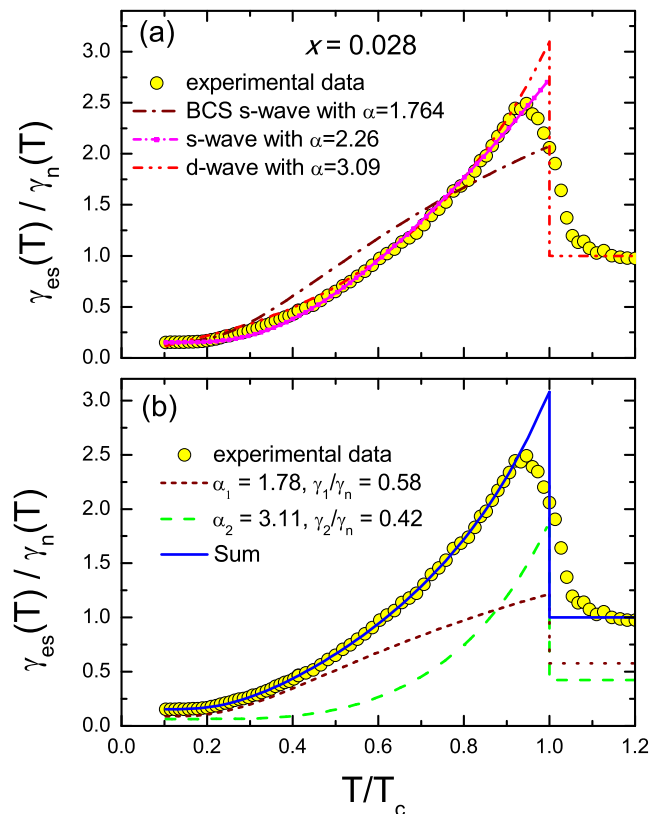 (a)
x = 0.028
experimental data
BCS s-wave with α=1.764
s-wave with α=2.26
d-wave with α=3.09
γes(T) / γn(T)
3.0
2.5
2.0
1.5
1.0
0.5
0.0
(b)
experimental data
α1 = 1.78, γ1/γn = 0.58
α2 = 3.11, γ2/γn = 0.42
Sum
γes(T) / γn(T)
3.0
2.5
2.0
1.5
1.0
0.5
0.0
0.0 0.2 0.4 0.6 0.8 1.0 1.2
T/Tc